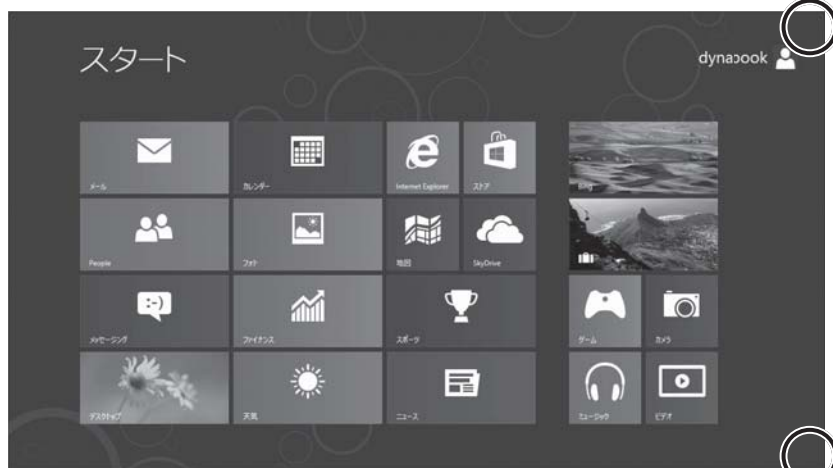 スタート
dynabook
メール
カレンダー
Internet Explorer
ストア
Bing
People
フォト
地図
SkyDrive
メッセージング
ファイナンス
スポーツ
ゲーム
カメラ
デスクトップ
天気
ニュース
ミュージック
ビデオ